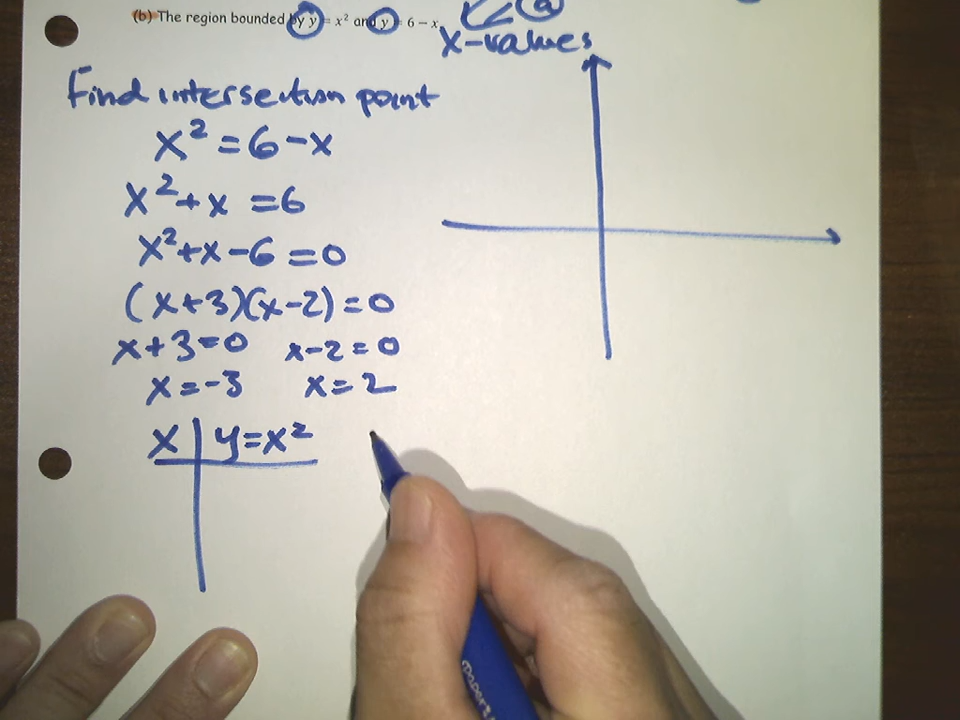 (b) The region bounded by y = x² and y = 6 – x
x-values
Find intersection point
x² = 6 - x
x² + x = 6
x² + x - 6 = 0
(x + 3)(x - 2) = 0
x + 3 = 0 x - 2 = 0
x = -3 x = 2
x | y = x²